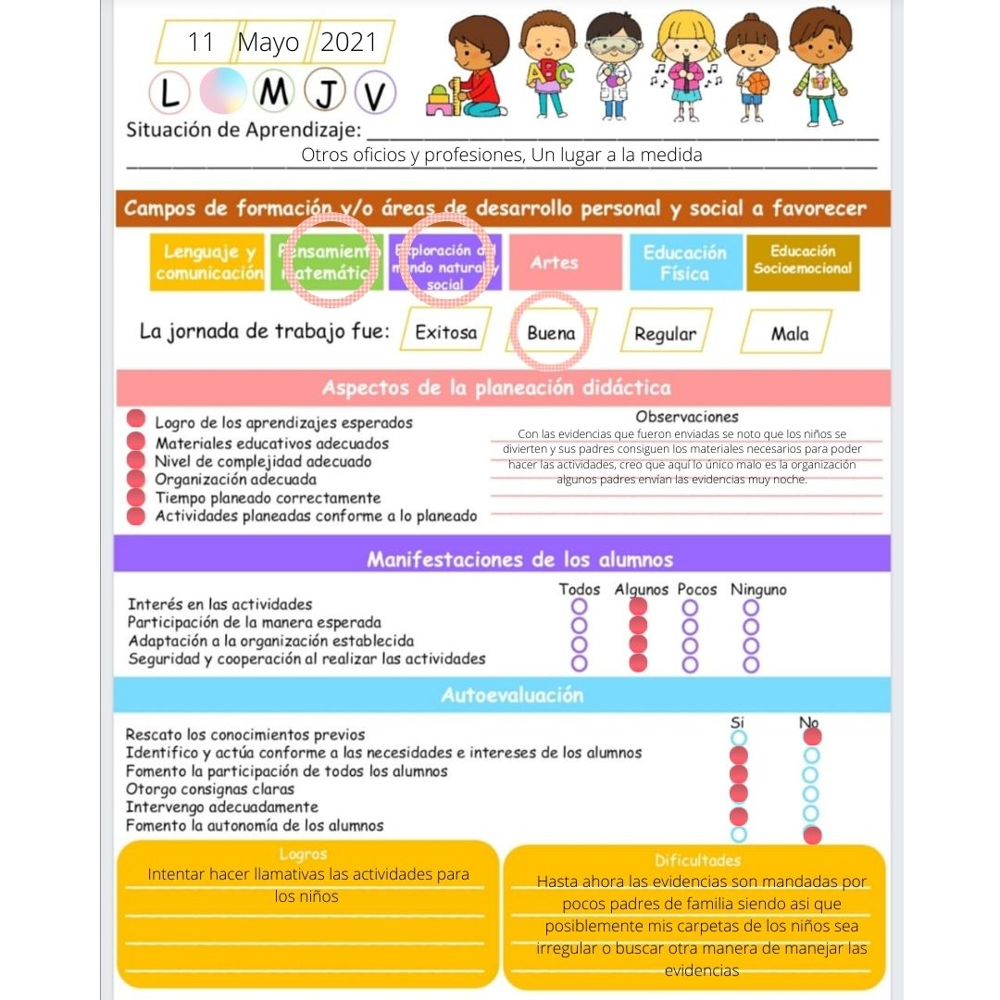 11 Mayo 2021
L M J V
ABC
Situación de Aprendizaje:
Otros oficios y profesiones, Un lugar a la medida
Campos de formación y/o áreas de desarrollo personal y social a favorecer
Lenguaje y comunicación
Pensamiento matemático
Exploración del mundo natural y social
Artes
Educación Física
Educación Socioemocional
La jornada de trabajo fue: Exitosa Buena Regular Mala
Aspectos de la planeación didáctica
Logro de los aprendizajes esperados
Materiales educativos adecuados
Nivel de complejidad adecuado
Organización adecuada
Tiempo planeado correctamente
Actividades planeadas conforme a lo planeado
Observaciones
Con las evidencias que fueron enviadas se noto que los niños se
divierten y sus padres consiguen los materiales necesarios para poder
hacer las actividades, creo que aquí lo único malo es la organización
algunos padres envían las evidencias muy noche.
Manifestaciones de los alumnos
Todos Algunos Pocos Ninguno
Interés en las actividades
Participación de la manera esperada
Adaptación a la organización establecida
Seguridad y cooperación al realizar las actividades
Autoevaluación
Si No
Rescato los conocimientos previos
Identifico y actúa conforme a las necesidades e intereses de los alumnos
Fomento la participación de todos los alumnos
Otorgo consignas claras
Intervengo adecuadamente
Fomento la autonomía de los alumnos
Logros
Intentar hacer llamativas las actividades para
los niños
Dificultades
Hasta ahora las evidencias son mandadas por
pocos padres de familia siendo asi que
posiblemente mis carpetas de los niños sea
irregular o buscar otra manera de manejar las
evidencias